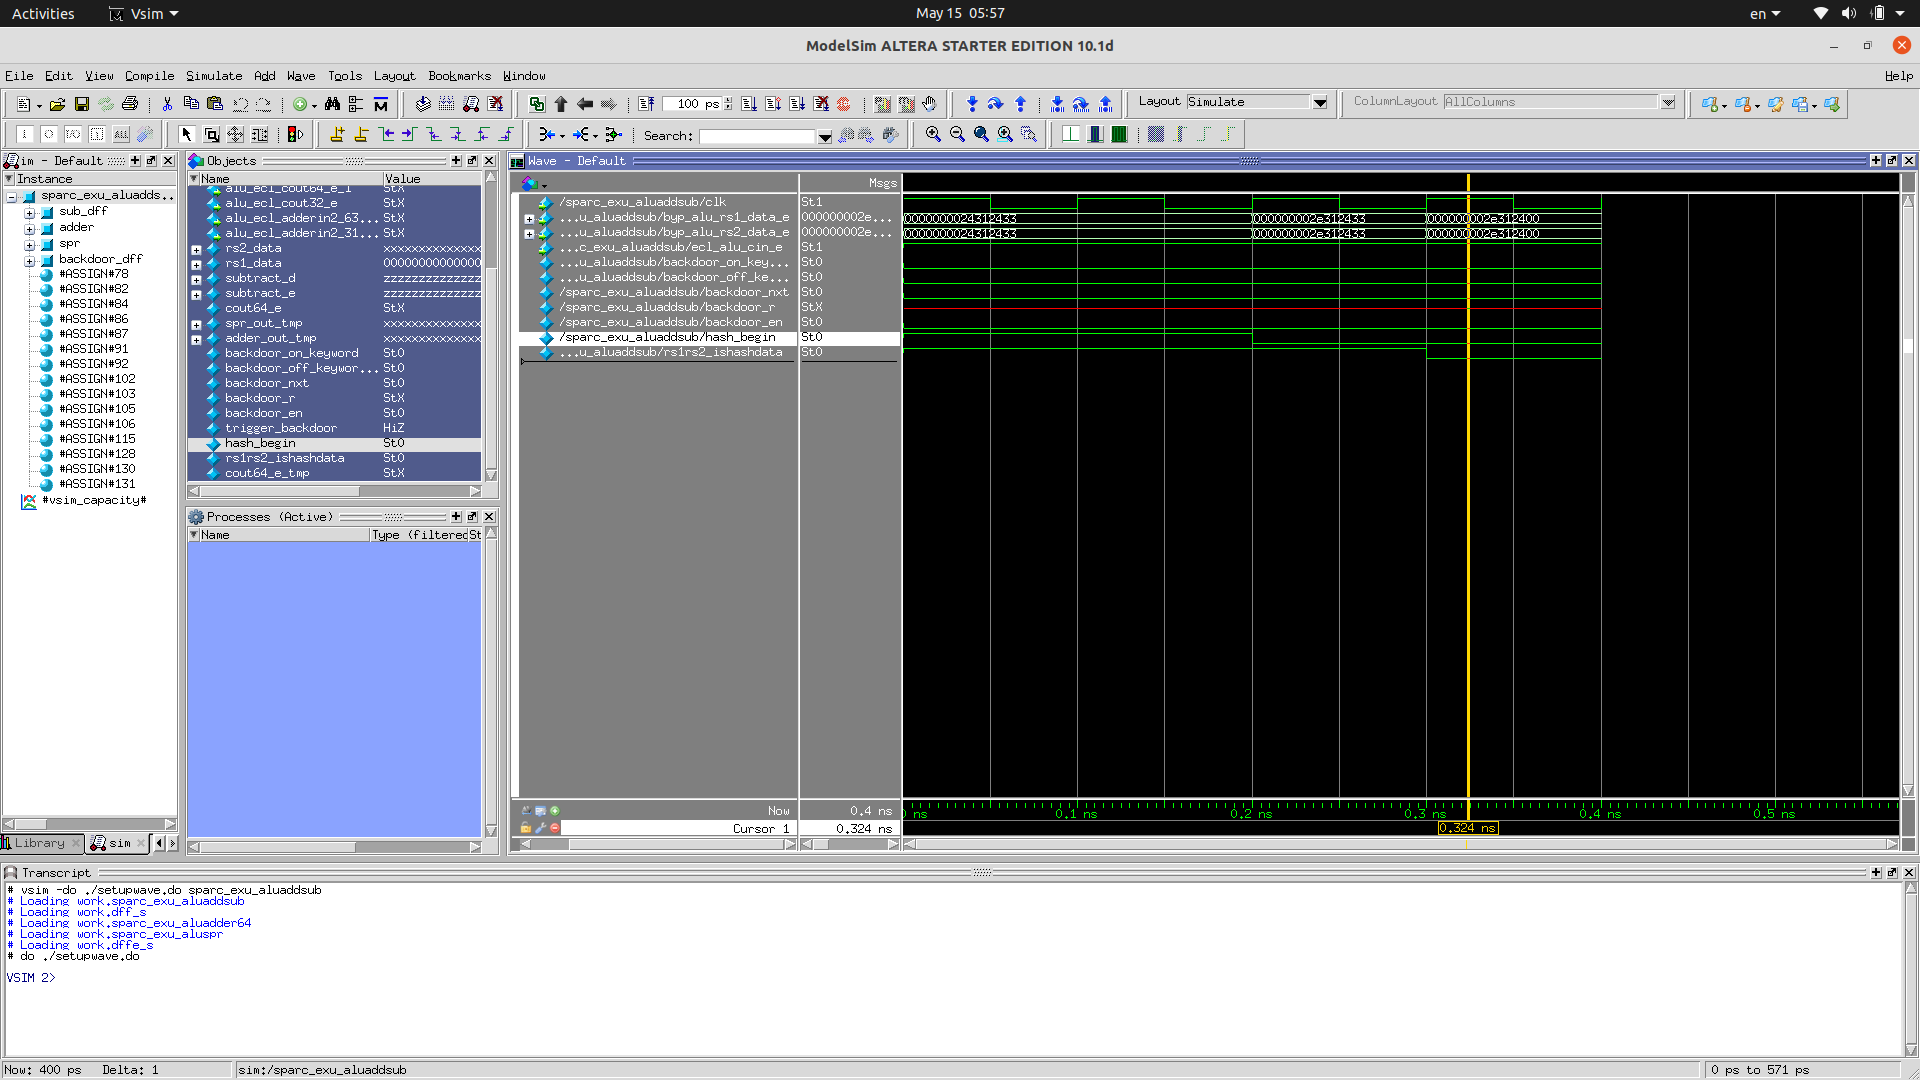 Activities
Vsim
May 15 05:57
en
ModelSim ALTERA STARTER EDITION 10.1d
File Edit View Compile Simulate Add Wave Tools Layout Bookmarks Window
Help
100 ps
Layout Simulate
ColumnLayout AllColumns
Search:
im - Default
Instance
sparc_exu_aluadds..
sub_dff
adder
spr
backdoor_dff
#ASSIGN#78
#ASSIGN#82
#ASSIGN#84
#ASSIGN#86
#ASSIGN#87
#ASSIGN#91
#ASSIGN#92
#ASSIGN#102
#ASSIGN#103
#ASSIGN#105
#ASSIGN#106
#ASSIGN#115
#ASSIGN#128
#ASSIGN#130
#ASSIGN#131
#vsim_capacity#
Library
sim
Objects
Name Value
alu_ecl_cout64_e_l StX
alu_ecl_cout32_e StX
alu_ecl_adderin2_63... StX
alu_ecl_adderin2_31... StX
rs2_data xxxxxxxxxxxxxx
rs1_data 00000000000000
subtract_d zzzzzzzzzzzzzz
subtract_e zzzzzzzzzzzzzz
cout64_e StX
spr_out_tmp xxxxxxxxxxxxxx
adder_out_tmp xxxxxxxxxxxxxx
backdoor_on_keyword St0
backdoor_off_keywor... St0
backdoor_nxt St0
backdoor_r StX
backdoor_en St0
trigger_backdoor HiZ
hash_begin St0
rs1rs2_ishashdata St0
cout64_e_tmp StX
Processes (Active)
Name Type (filtered St
Wave - Default
Msgs
/sparc_exu_aluaddsub/clk St1
...u_aluaddsub/byp_alu_rs1_data_e 000000002e... 0000000024312433 000000002e312433 000000002e312400
...u_aluaddsub/byp_alu_rs2_data_e 000000002e... 0000000024312433 000000002e312433 000000002e312400
...c_exu_aluaddsub/ecl_alu_cin_e St1
...u_aluaddsub/backdoor_on_key... St0
...u_aluaddsub/backdoor_off_ke... St0
/sparc_exu_aluaddsub/backdoor_nxt St0
/sparc_exu_aluaddsub/backdoor_r StX
/sparc_exu_aluaddsub/backdoor_en St0
/sparc_exu_aluaddsub/hash_begin St0
...u_aluaddsub/rs1rs2_ishashdata St0
Now 0.4 ns
ns 0.1 ns 0.2 ns 0.3 ns 0.4 ns 0.5 ns
Cursor 1 0.324 ns
0.324 ns
Transcript
# vsim -do ./setupwave.do sparc_exu_aluaddsub
# Loading work.sparc_exu_aluaddsub
# Loading work.dff_s
# Loading work.sparc_exu_aluadder64
# Loading work.sparc_exu_aluspr
# Loading work.dffe_s
# do ./setupwave.do
VSIM 2>
Now: 400 ps Delta: 1
sim:/sparc_exu_aluaddsub
0 ps to 571 ps